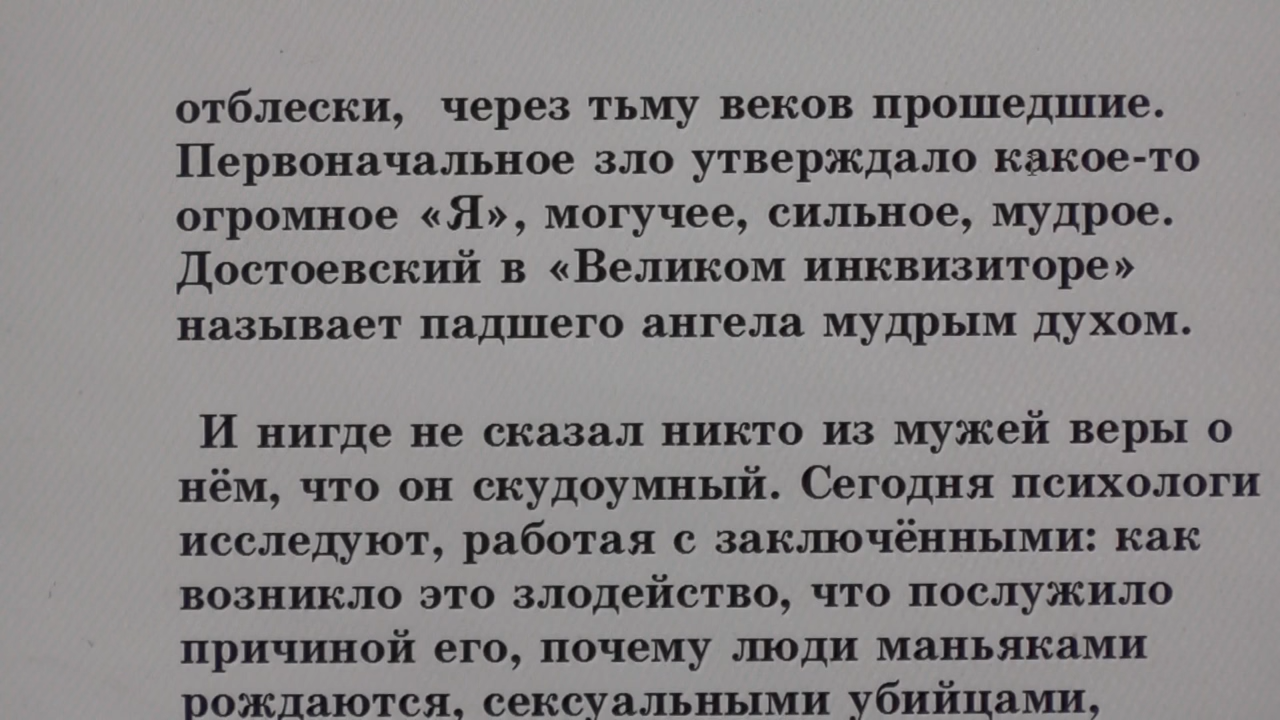 отблески, через тьму веков прошедшие.
Первоначальное зло утверждало какое-то
огромное «Я», могучее, сильное, мудрое.
Достоевский в «Великом инквизиторе»
называет падшего ангела мудрым духом.
И нигде не сказал никто из мужей веры о
нём, что он скудоумный. Сегодня психологи
исследуют, работая с заключёнными: как
возникло это злодейство, что послужило
причиной его, почему люди маньяками
рождаются, сексуальными убийцами,